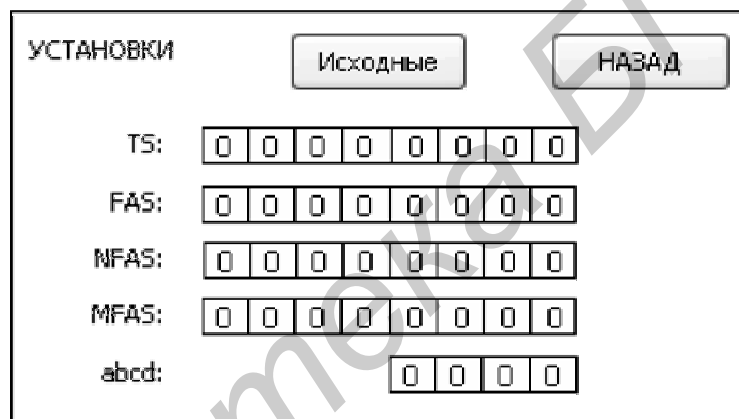 УСТАНОВКИ Исходные НАЗАД
TS: 0 0 0 0 0 0 0 0
FAS: 0 0 0 0 0 0 0 0
NFAS: 0 0 0 0 0 0 0 0
MFAS: 0 0 0 0 0 0 0 0
abcd: 0 0 0 0